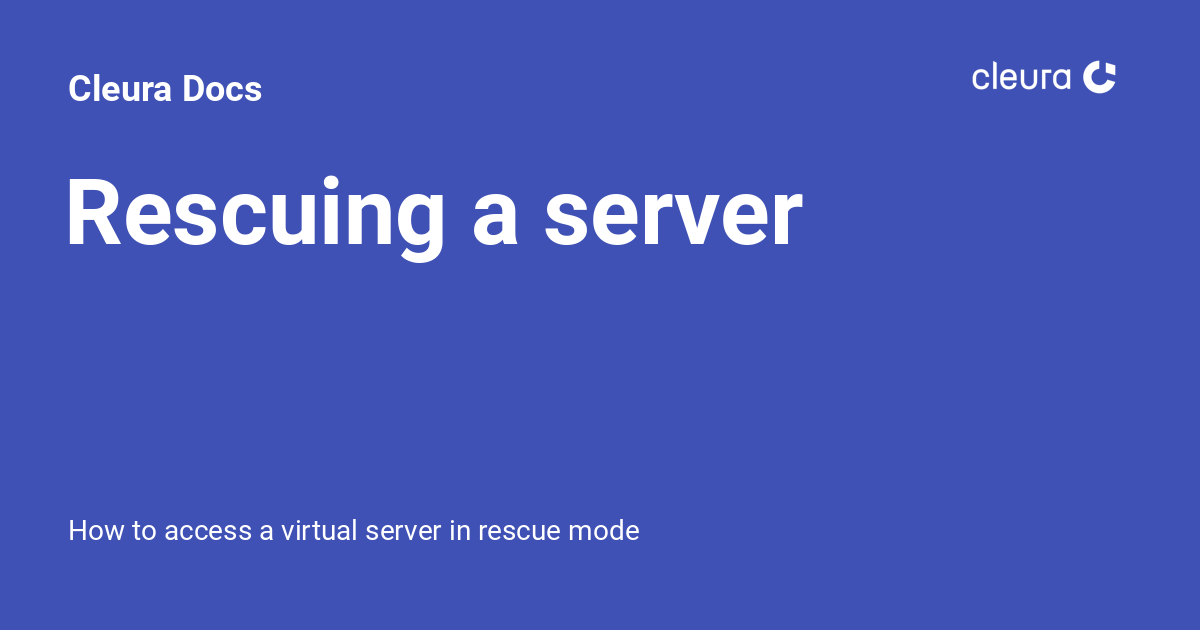 Cleura Docs
cleura
Rescuing a server
How to access a virtual server in rescue mode